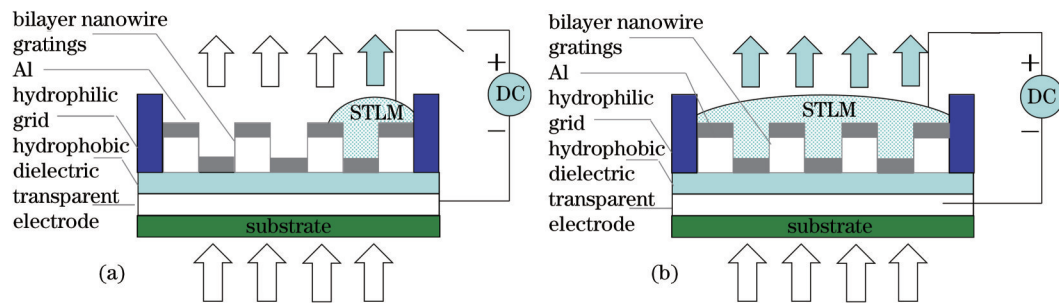 bilayer nanowire
gratings
Al
hydrophilic
grid
hydrophobic
dielectric
transparent
electrode
STLM
+
DC
−
substrate
(a)
bilayer nanowire
gratings
Al
hydrophilic
grid
hydrophobic
dielectric
transparent
electrode
STLM
+
DC
−
substrate
(b)